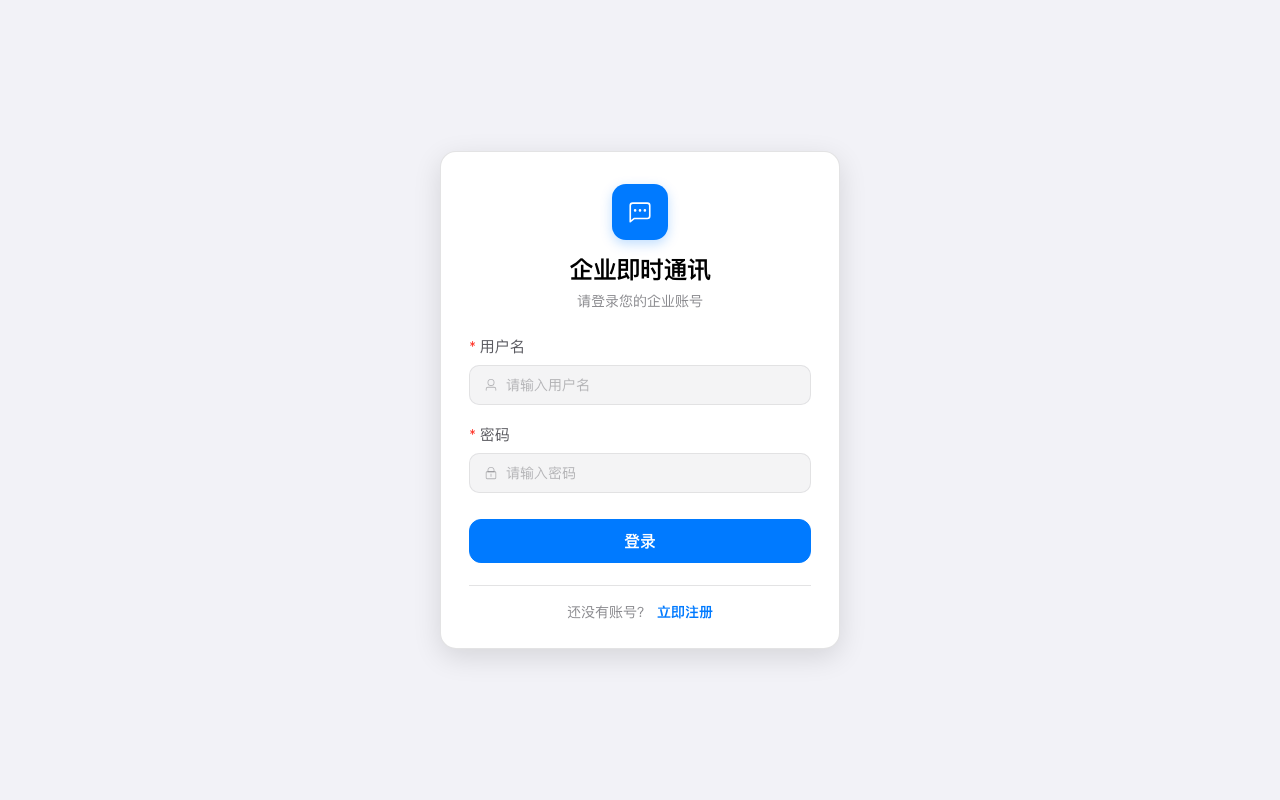 企业即时通讯
请登录您的企业账号
* 用户名
请输入用户名
* 密码
请输入密码
登录
还没有账号? 立即注册